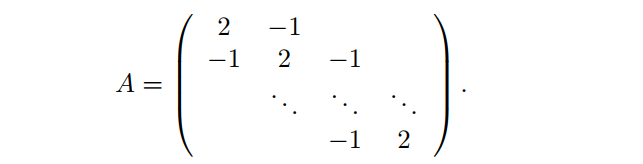 2 −1
−1 2 −1
A = ( ⋱ ⋱ ⋱ ) .
−1 2